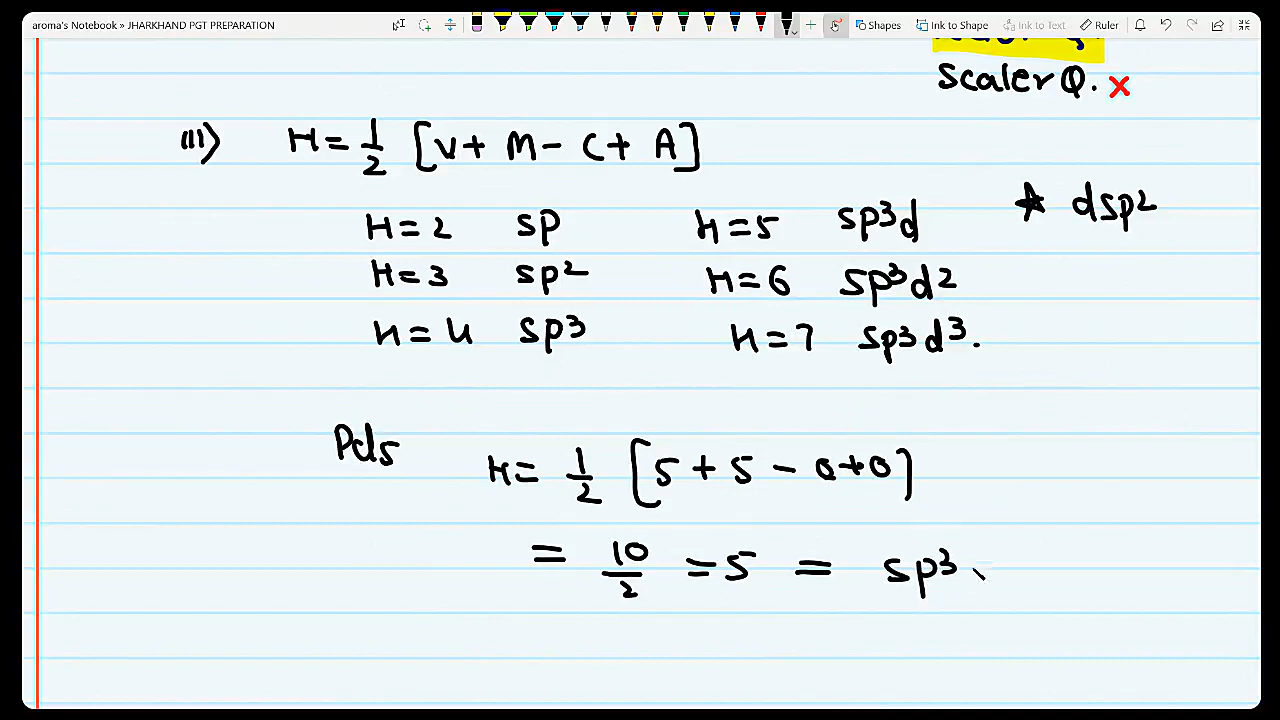 aroma's Notebook » JHARKHAND PGT PREPARATION Shapes Ink to Shape Ink to Text Ruler
Scaler Q. ×
III) H = 1/2 [V + M - C + A]
H = 2 sp H = 5 sp3d ★ dsp2
H = 3 sp2 H = 6 sp3d2
H = 4 sp3 H = 7 sp3d3.
Pcl5 H = 1/2 [5 + 5 - 0 + 0]
= 10/2 = 5 = sp3